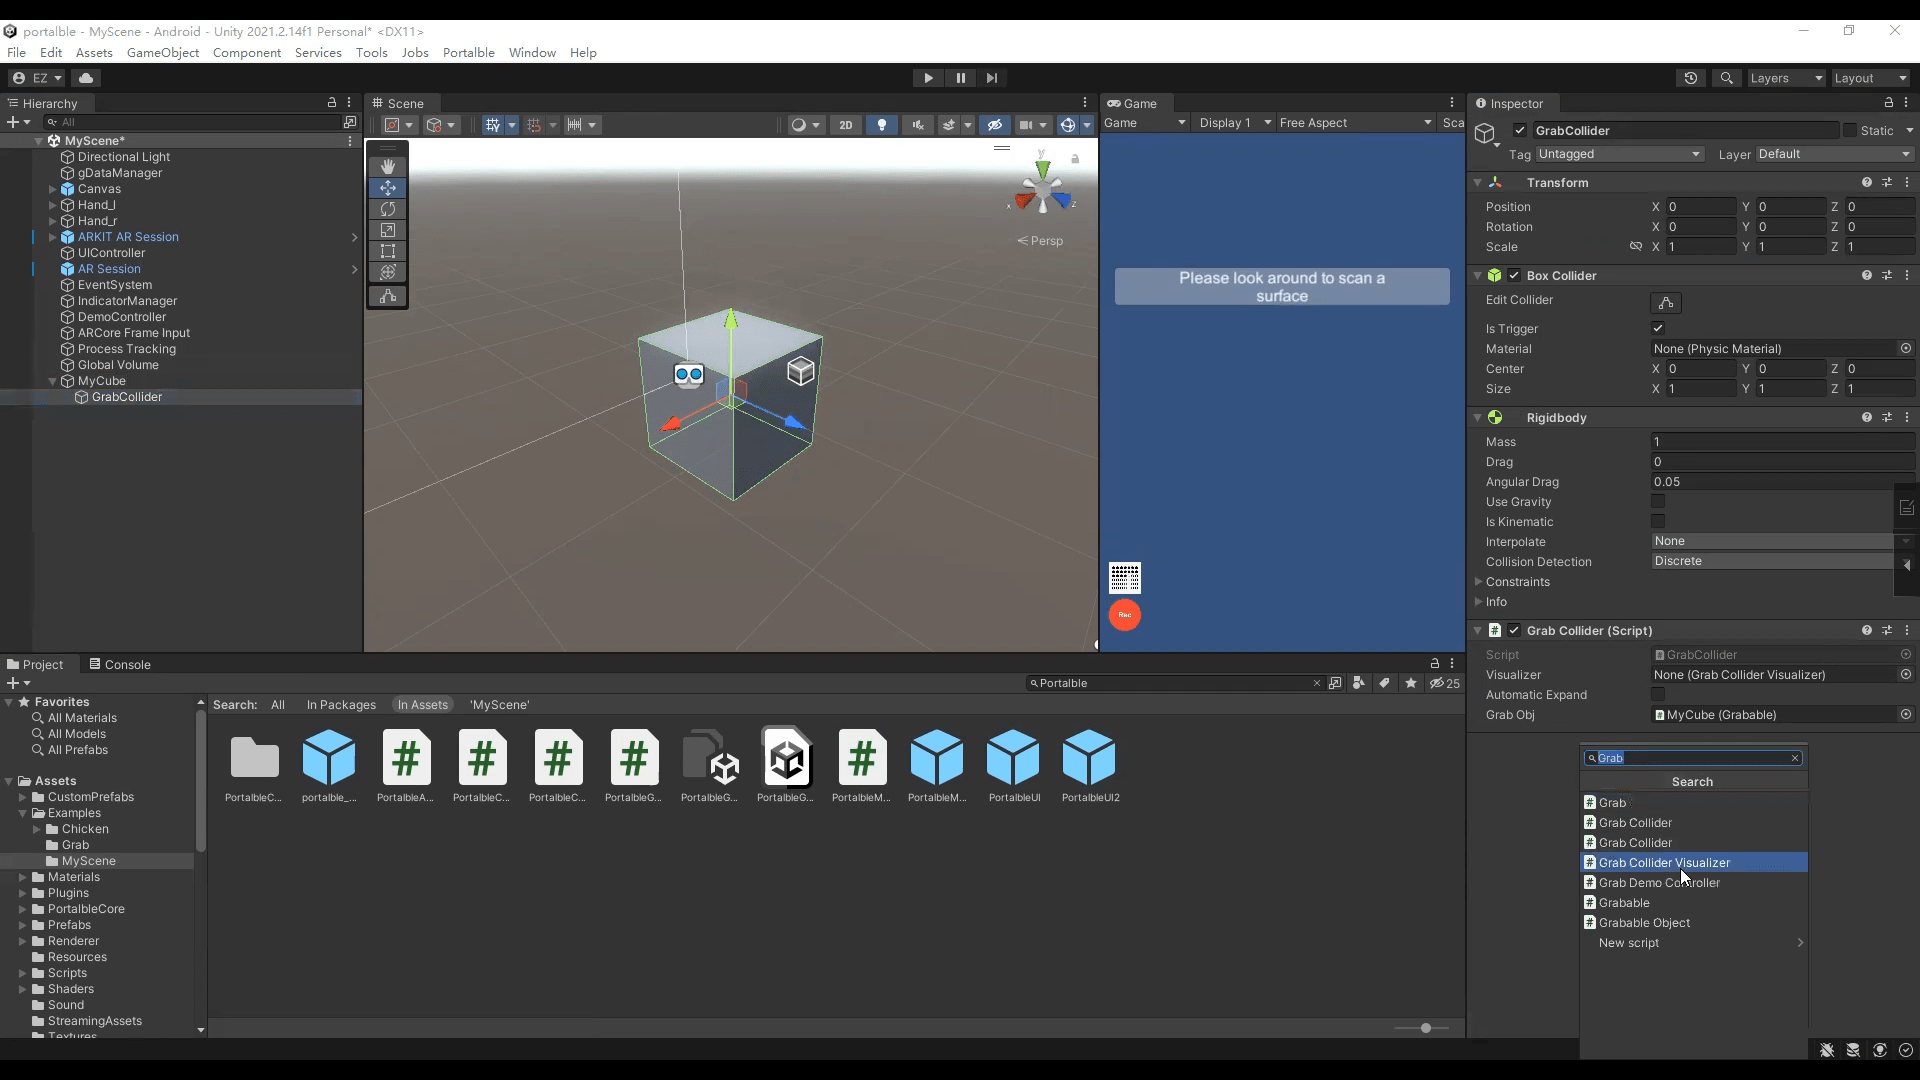 portalble - MyScene - Android - Unity 2021.2.14f1 Personal* <DX11>
File Edit Assets GameObject Component Services Tools Jobs Portalble Window Help
EZ
Layers Layout
Hierarchy
All
MyScene*
Directional Light
gDataManager
Canvas
Hand_l
Hand_r
ARKIT AR Session
UIController
AR Session
EventSystem
IndicatorManager
DemoController
ARCore Frame Input
Process Tracking
Global Volume
MyCube
GrabCollider
Scene
2D
y
x
z
Persp
Game
Game Display 1 Free Aspect Sca
Please look around to scan a
surface
Rec
Inspector
GrabCollider Static
Tag Untagged Layer Default
Transform
Position X 0 Y 0 Z 0
Rotation X 0 Y 0 Z 0
Scale X 1 Y 1 Z 1
Box Collider
Edit Collider
Is Trigger
Material None (Physic Material)
Center X 0 Y 0 Z 0
Size X 1 Y 1 Z 1
Rigidbody
Mass 1
Drag 0
Angular Drag 0.05
Use Gravity
Is Kinematic
Interpolate None
Collision Detection Discrete
Constraints
Info
Grab Collider (Script)
Script GrabCollider
Visualizer None (Grab Collider Visualizer)
Automatic Expand
Grab Obj MyCube (Grabable)
Grab
Search
Grab
Grab Collider
Grab Collider
Grab Collider Visualizer
Grab Demo Controller
Grabable
Grabable Object
New script
Project Console
Portalble
25
Favorites
All Materials
All Models
All Prefabs
Assets
CustomPrefabs
Examples
Chicken
Grab
MyScene
Materials
Plugins
PortalbleCore
Prefabs
Renderer
Resources
Scripts
Shaders
Sound
StreamingAssets
Textures
Search: All In Packages In Assets 'MyScene'
PortalbleC... portable_... PortalbleA... PortalbleC... PortalbleC... PortalbleG... PortalbleG... PortalbleG... PortalbleM... PortalbleM... PortalbleUI PortalbleUI2